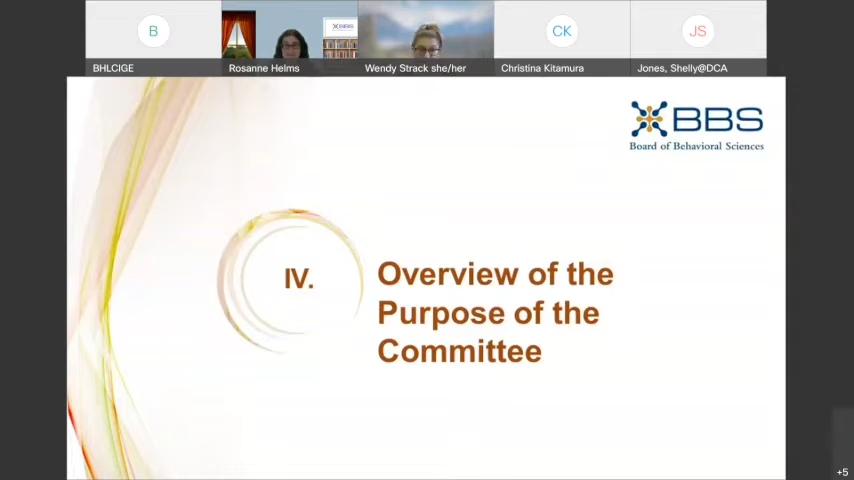 B
BBS
CK
JS
BHLCIGE
Rosanne Helms
Wendy Strack she/her
Christina Kitamura
Jones, Shelly@DCA
BBS
Board of Behavioral Sciences
IV.
Overview of the
Purpose of the
Committee
+5